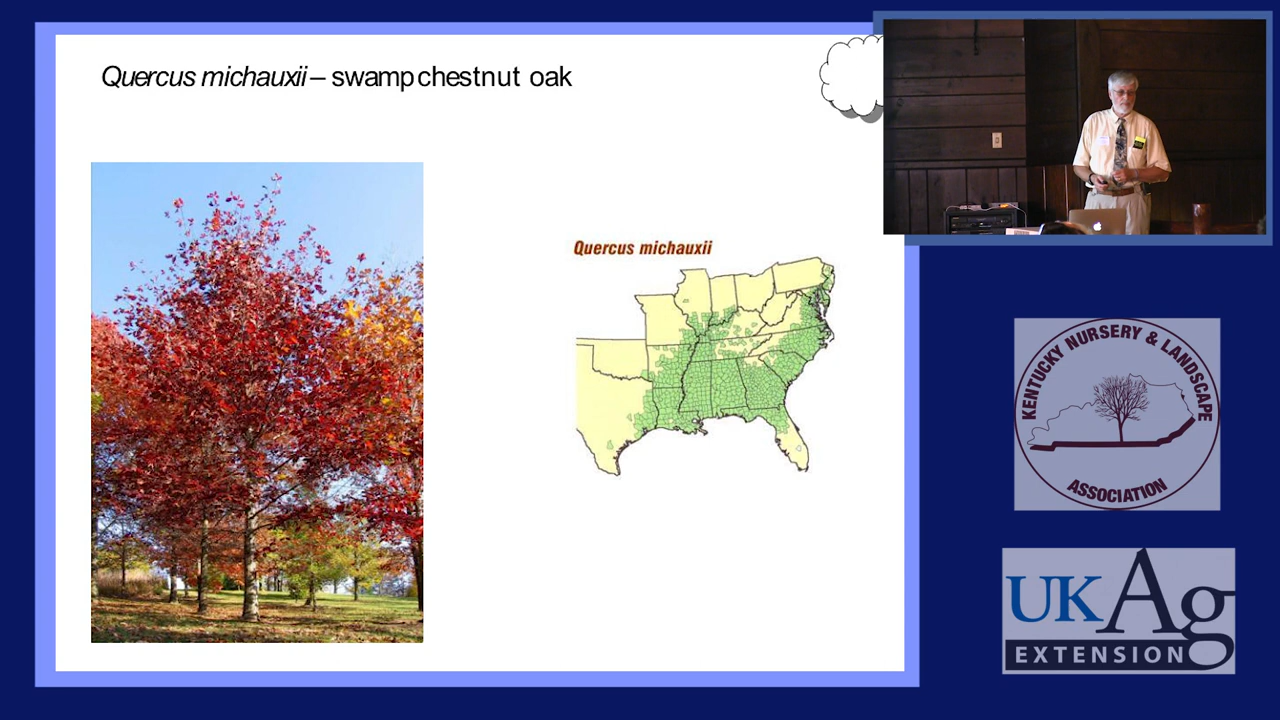 Quercus michauxii – swamp chestnut oak
Quercus michauxii
KENTUCKY NURSERY & LANDSCAPE
ASSOCIATION
UKAg
EXTENSION